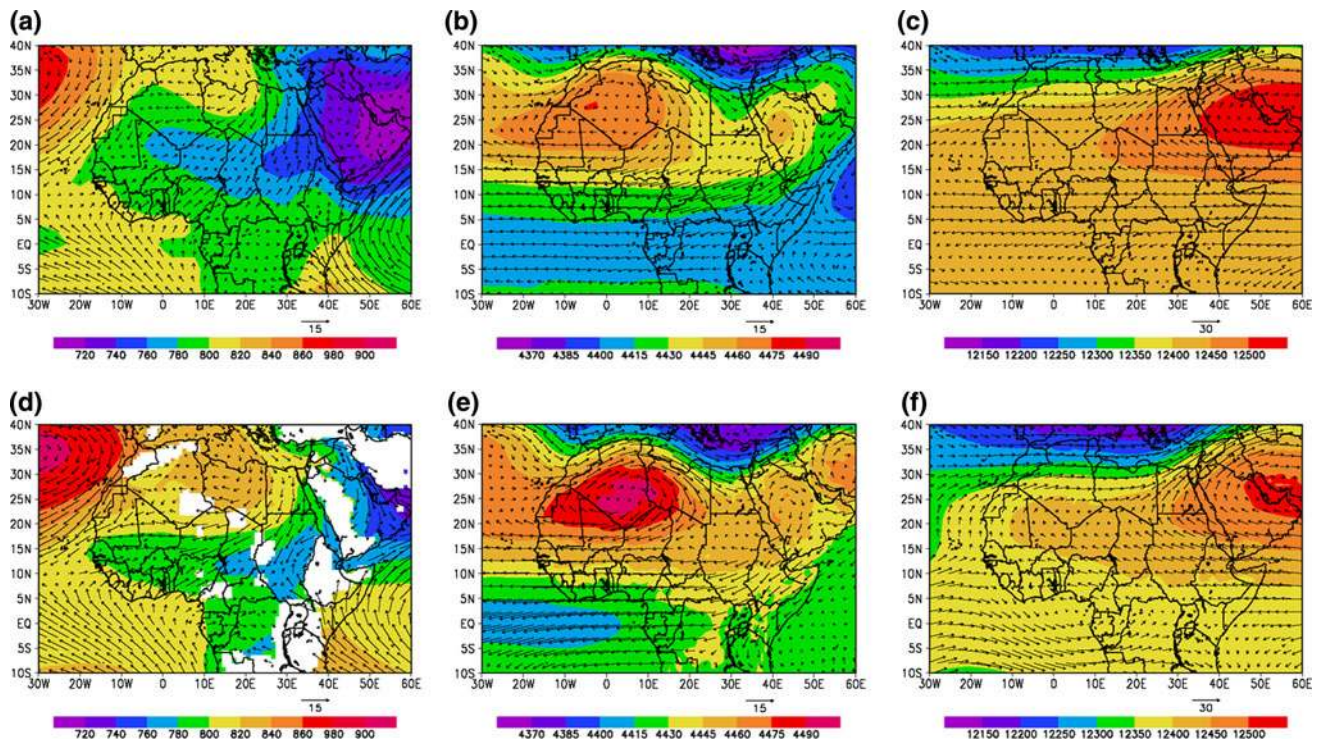 (a) (b) (c)
40N 40N 40N
35N 35N 35N
30N 30N 30N
25N 25N 25N
20N 20N 20N
15N 15N 15N
10N 10N 10N
5N 5N 5N
EQ EQ EQ
5S 5S 5S
10S 10S 10S
30W 20W 10W 0 10E 20E 30E 40E 50E 60E 30W 20W 10W 0 10E 20E 30E 40E 50E 60E 30W 20W 10W 0 10E 20E 30E 40E 50E 60E
15 15 30
720 740 760 780 800 820 840 860 980 900 4370 4385 4400 4415 4430 4445 4460 4475 4490 12150 12200 12250 12300 12350 12400 12450 12500
(d) (e) (f)
40N 40N 40N
35N 35N 35N
30N 30N 30N
25N 25N 25N
20N 20N 20N
15N 15N 15N
10N 10N 10N
5N 5N 5N
EQ EQ EQ
5S 5S 5S
10S 10S 10S
30W 20W 10W 0 10E 20E 30E 40E 50E 60E 30W 20W 10W 0 10E 20E 30E 40E 50E 60E 30W 20W 10W 0 10E 20E 30E 40E 50E 60E
15 15 30
720 740 760 780 800 820 840 860 980 900 4370 4385 4400 4415 4430 4445 4460 4475 4490 12150 12200 12250 12300 12350 12400 12450 12500